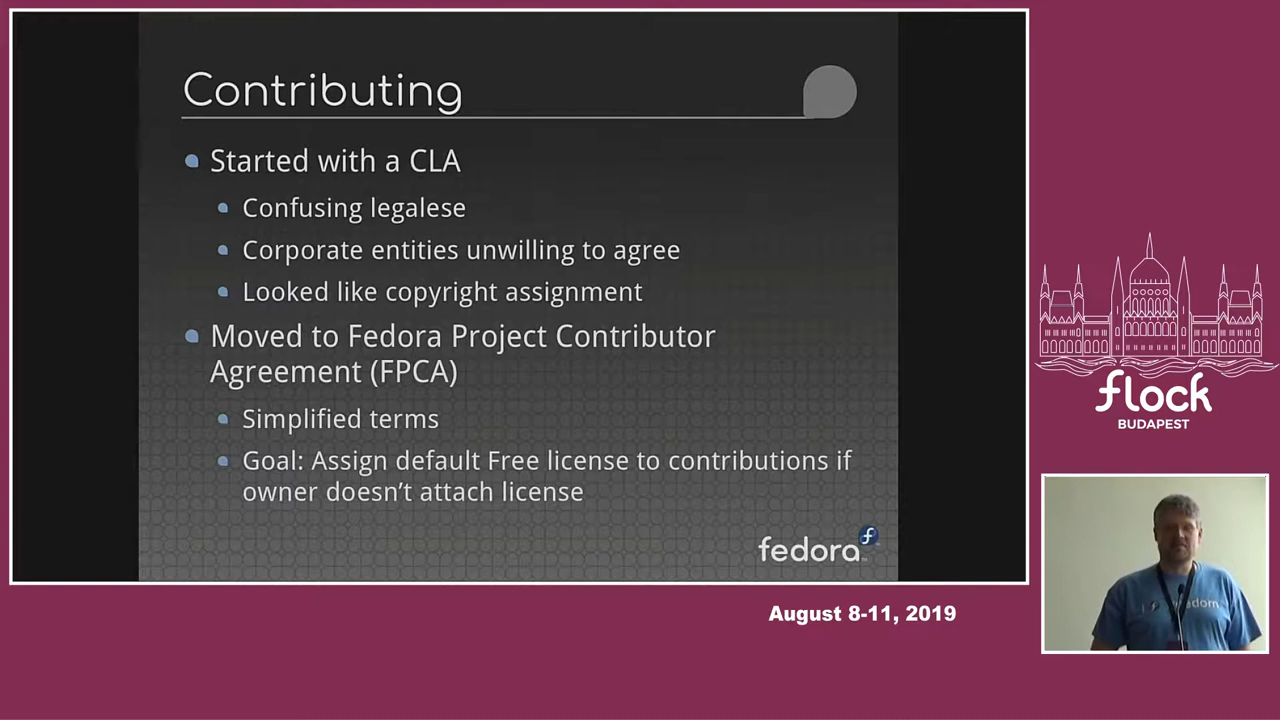 Contributing
Started with a CLA
Confusing legalese
Corporate entities unwilling to agree
Looked like copyright assignment
Moved to Fedora Project Contributor
Agreement (FPCA)
Simplified terms
Goal: Assign default Free license to contributions if
owner doesn’t attach license
fedora
flock
BUDAPEST
August 8-11, 2019